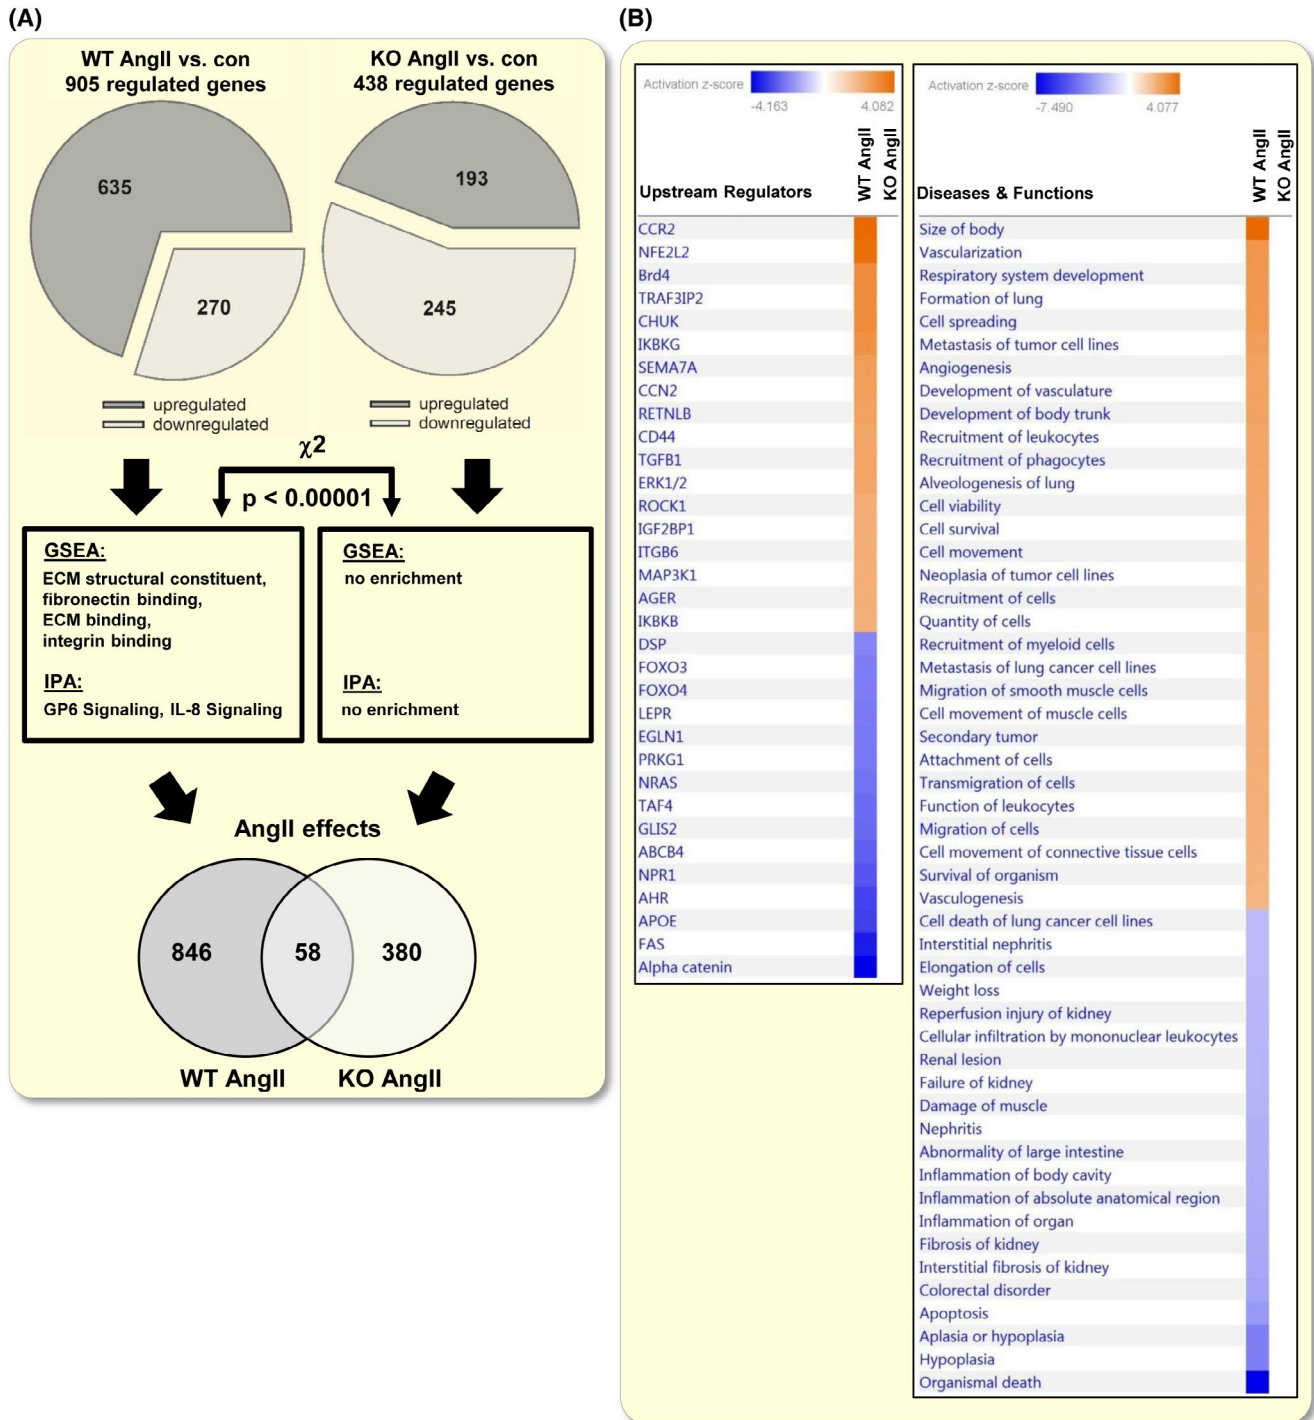 (A)
WT AngII vs. con
905 regulated genes
KO AngII vs. con
438 regulated genes
635
270
193
245
upregulated
downregulated
upregulated
downregulated
χ2
p < 0.00001
GSEA:
ECM structural constituent,
fibronectin binding,
ECM binding,
integrin binding
IPA:
GP6 Signaling, IL-8 Signaling
GSEA:
no enrichment
IPA:
no enrichment
AngII effects
846
58
380
WT AngII
KO AngII
(B)
Activation z-score
-4.163
4.082
Upstream Regulators
WT AngII
KO AngII
CCR2
NFE2L2
Brd4
TRAF3IP2
CHUK
IKBKG
SEMA7A
CCN2
RETNLB
CD44
TGFB1
ERK1/2
ROCK1
IGF2BP1
ITGB6
MAP3K1
AGER
IKBKB
DSP
FOXO3
FOXO4
LEPR
EGLN1
PRKG1
NRAS
TAF4
GLIS2
ABCB4
NPR1
AHR
APOE
FAS
Alpha catenin
Activation z-score
-7.490
4.077
Diseases & Functions
WT AngII
KO AngII
Size of body
Vascularization
Respiratory system development
Formation of lung
Cell spreading
Metastasis of tumor cell lines
Angiogenesis
Development of vasculature
Development of body trunk
Recruitment of leukocytes
Recruitment of phagocytes
Alveologenesis of lung
Cell viability
Cell survival
Cell movement
Neoplasia of tumor cell lines
Recruitment of cells
Quantity of cells
Recruitment of myeloid cells
Metastasis of lung cancer cell lines
Migration of smooth muscle cells
Cell movement of muscle cells
Secondary tumor
Attachment of cells
Transmigration of cells
Function of leukocytes
Migration of cells
Cell movement of connective tissue cells
Survival of organism
Vasculogenesis
Cell death of lung cancer cell lines
Interstitial nephritis
Elongation of cells
Weight loss
Reperfusion injury of kidney
Cellular infiltration by mononuclear leukocytes
Renal lesion
Failure of kidney
Damage of muscle
Nephritis
Abnormality of large intestine
Inflammation of body cavity
Inflammation of absolute anatomical region
Inflammation of organ
Fibrosis of kidney
Interstitial fibrosis of kidney
Colorectal disorder
Apoptosis
Aplasia or hypoplasia
Hypoplasia
Organismal death